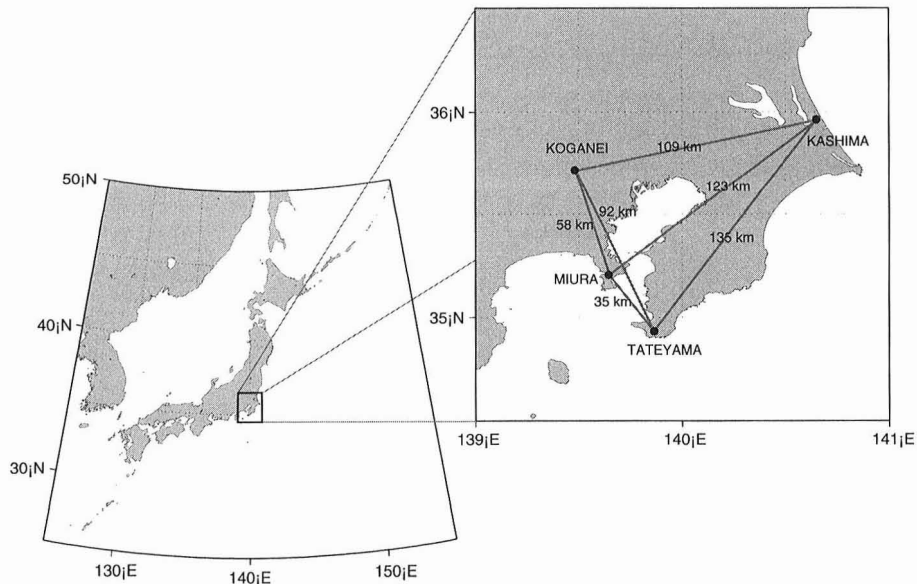 50¡N
40¡N
30¡N
130¡E
140¡E
150¡E
36¡N
35¡N
139¡E
140¡E
141¡E
KOGANEI
KASHIMA
MIURA
TATEYAMA
109 km
123 km
92 km
58 km
135 km
35 km